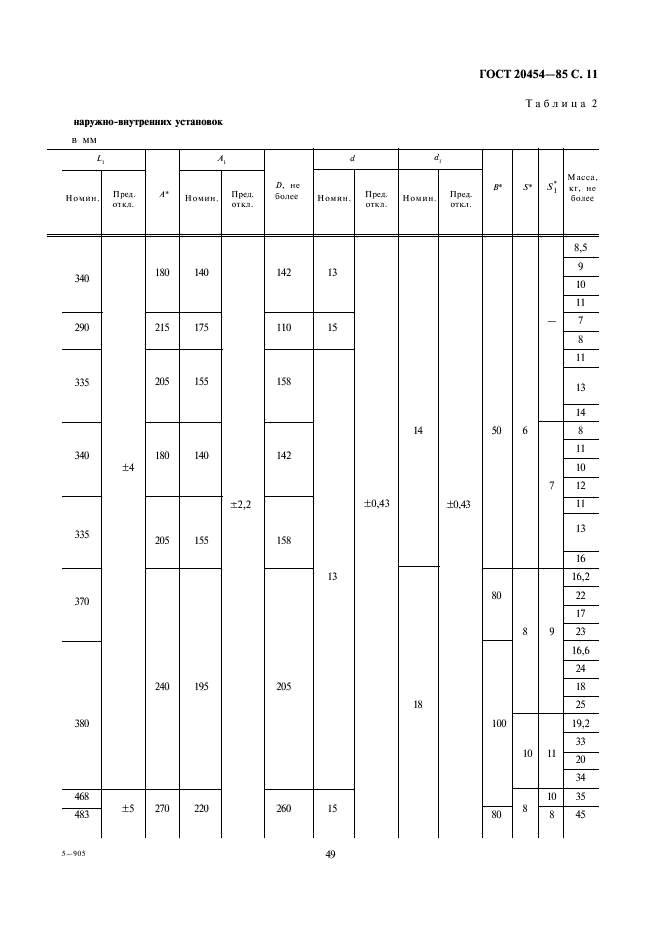 ГОСТ 20454—85 С. 11
Таблица 2
наружно-внутренних установок
в мм
L₁ A* A₁ D, не более d d₁ B* S* S₁* Масса, кг, не более
Номин. Пред. откл. Номин. Пред. откл. Номин. Пред. откл. Номин. Пред. откл.
8,5
340 180 140 142 13 9
10
11
290 215 175 110 15 — 7
8
11
335 205 155 158 13
14
14 50 6 8
340 ±4 180 140 142 11
10
7 12
±2,2 ±0,43 ±0,43 11
335 205 155 158 13
16
13 16,2
370 80 22
17
8 9 23
16,6
24
240 195 205 18
18 25
380 100 19,2
33
10 11 20
34
468 10 35
±5 270 220 260 15 8
483 80 8 45
5—905
49